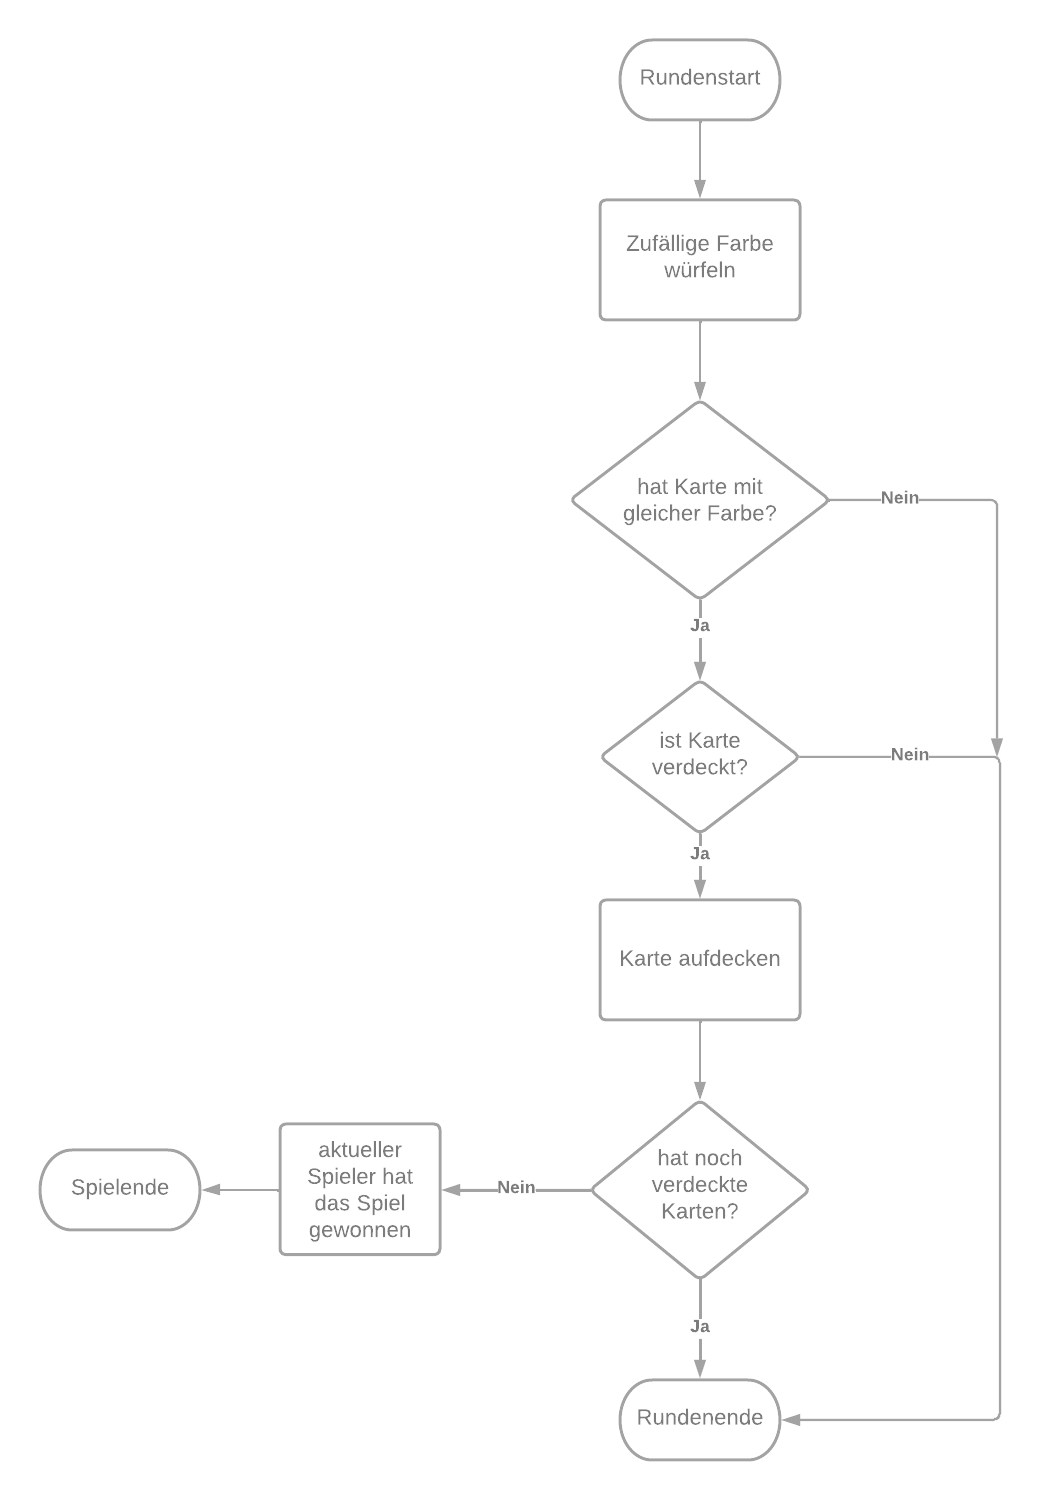 Rundenstart
Zufällige Farbe
würfeln
hat Karte mit
gleicher Farbe?
Nein
Ja
ist Karte
verdeckt?
Nein
Ja
Karte aufdecken
hat noch
verdeckte
Karten?
Nein
aktueller
Spieler hat
das Spiel
gewonnen
Spielende
Ja
Rundenende